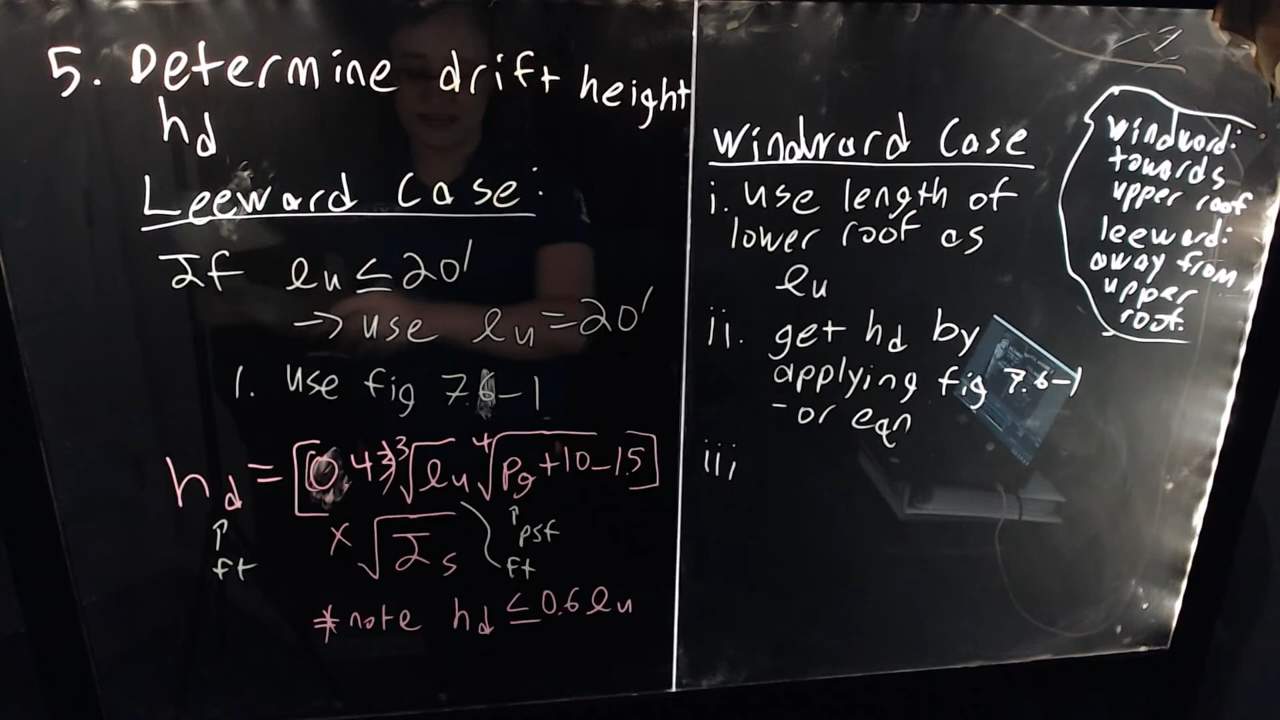 5. Determine drift height
hd
Leeward Case:
If lu ≤ 20'
→ use lu = 20'
1. Use fig 7.6-1
hd = [0.43 ∛lu ∜Pg+10 - 1.5]
× √Is
↑ ft
↑ psf
ft
* note hd ≤ 0.6 lu
Windward Case
i. Use length of
lower roof as
lu
ii. get hd by
applying fig 7.6-1
- or eqn
iii,
windward:
towards
upper roof
leeward:
away from
upper
roof.